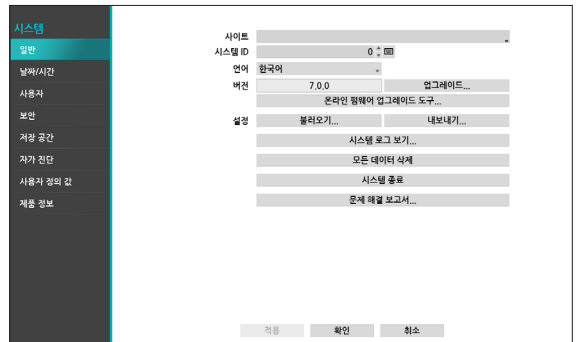 시스템
일반
날짜/시간
사용자
보안
저장 공간
자가 진단
사용자 정의 값
제품 정보
사이트
시스템 ID 0
언어 한국어
버전 7.0.0 업그레이드...
온라인 펌웨어 업그레이드 도구...
설정 불러오기... 내보내기...
시스템 로그 보기...
모든 데이터 삭제
시스템 종료
문제 해결 보고서...
적용 확인 취소